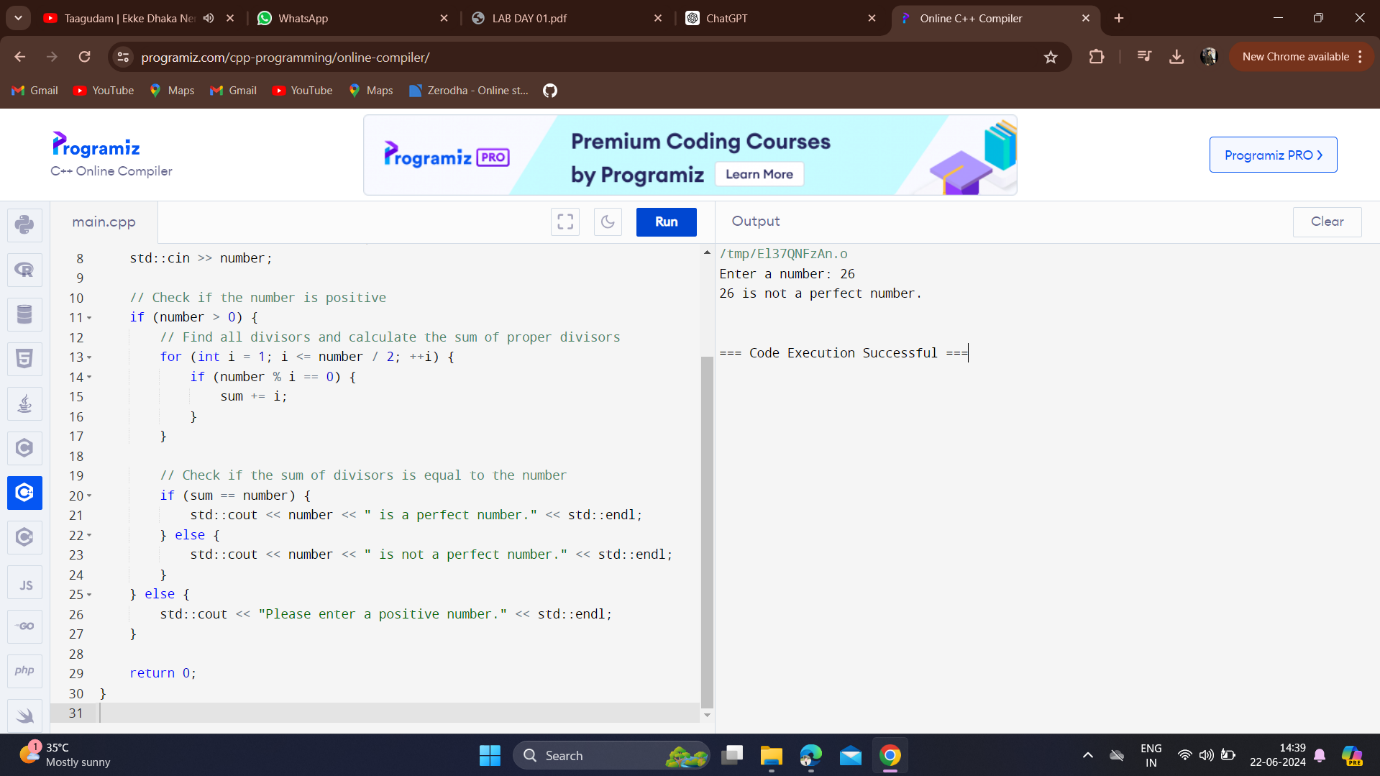 Taagudam | Ekke Dhaka Ne
WhatsApp
LAB DAY 01.pdf
ChatGPT
Online C++ Compiler
programiz.com/cpp-programming/online-compiler/
New Chrome available
Gmail
YouTube
Maps
Gmail
YouTube
Maps
Zerodha - Online st...
Programiz
C++ Online Compiler
Programiz PRO
Premium Coding Courses
by Programiz
Learn More
Programiz PRO >
main.cpp
Run
Output
Clear
8 std::cin >> number;
9
10 // Check if the number is positive
11 if (number > 0) {
12 // Find all divisors and calculate the sum of proper divisors
13 for (int i = 1; i <= number / 2; ++i) {
14 if (number % i == 0) {
15 sum += i;
16 }
17 }
18
19 // Check if the sum of divisors is equal to the number
20 if (sum == number) {
21 std::cout << number << " is a perfect number." << std::endl;
22 } else {
23 std::cout << number << " is not a perfect number." << std::endl;
24 }
25 } else {
26 std::cout << "Please enter a positive number." << std::endl;
27 }
28
29 return 0;
30 }
31
/tmp/El37QNFzAn.o
Enter a number: 26
26 is not a perfect number.
=== Code Execution Successful ===
JS
GO
php
1
35°C
Mostly sunny
Search
ENG
IN
14:39
22-06-2024
PRE